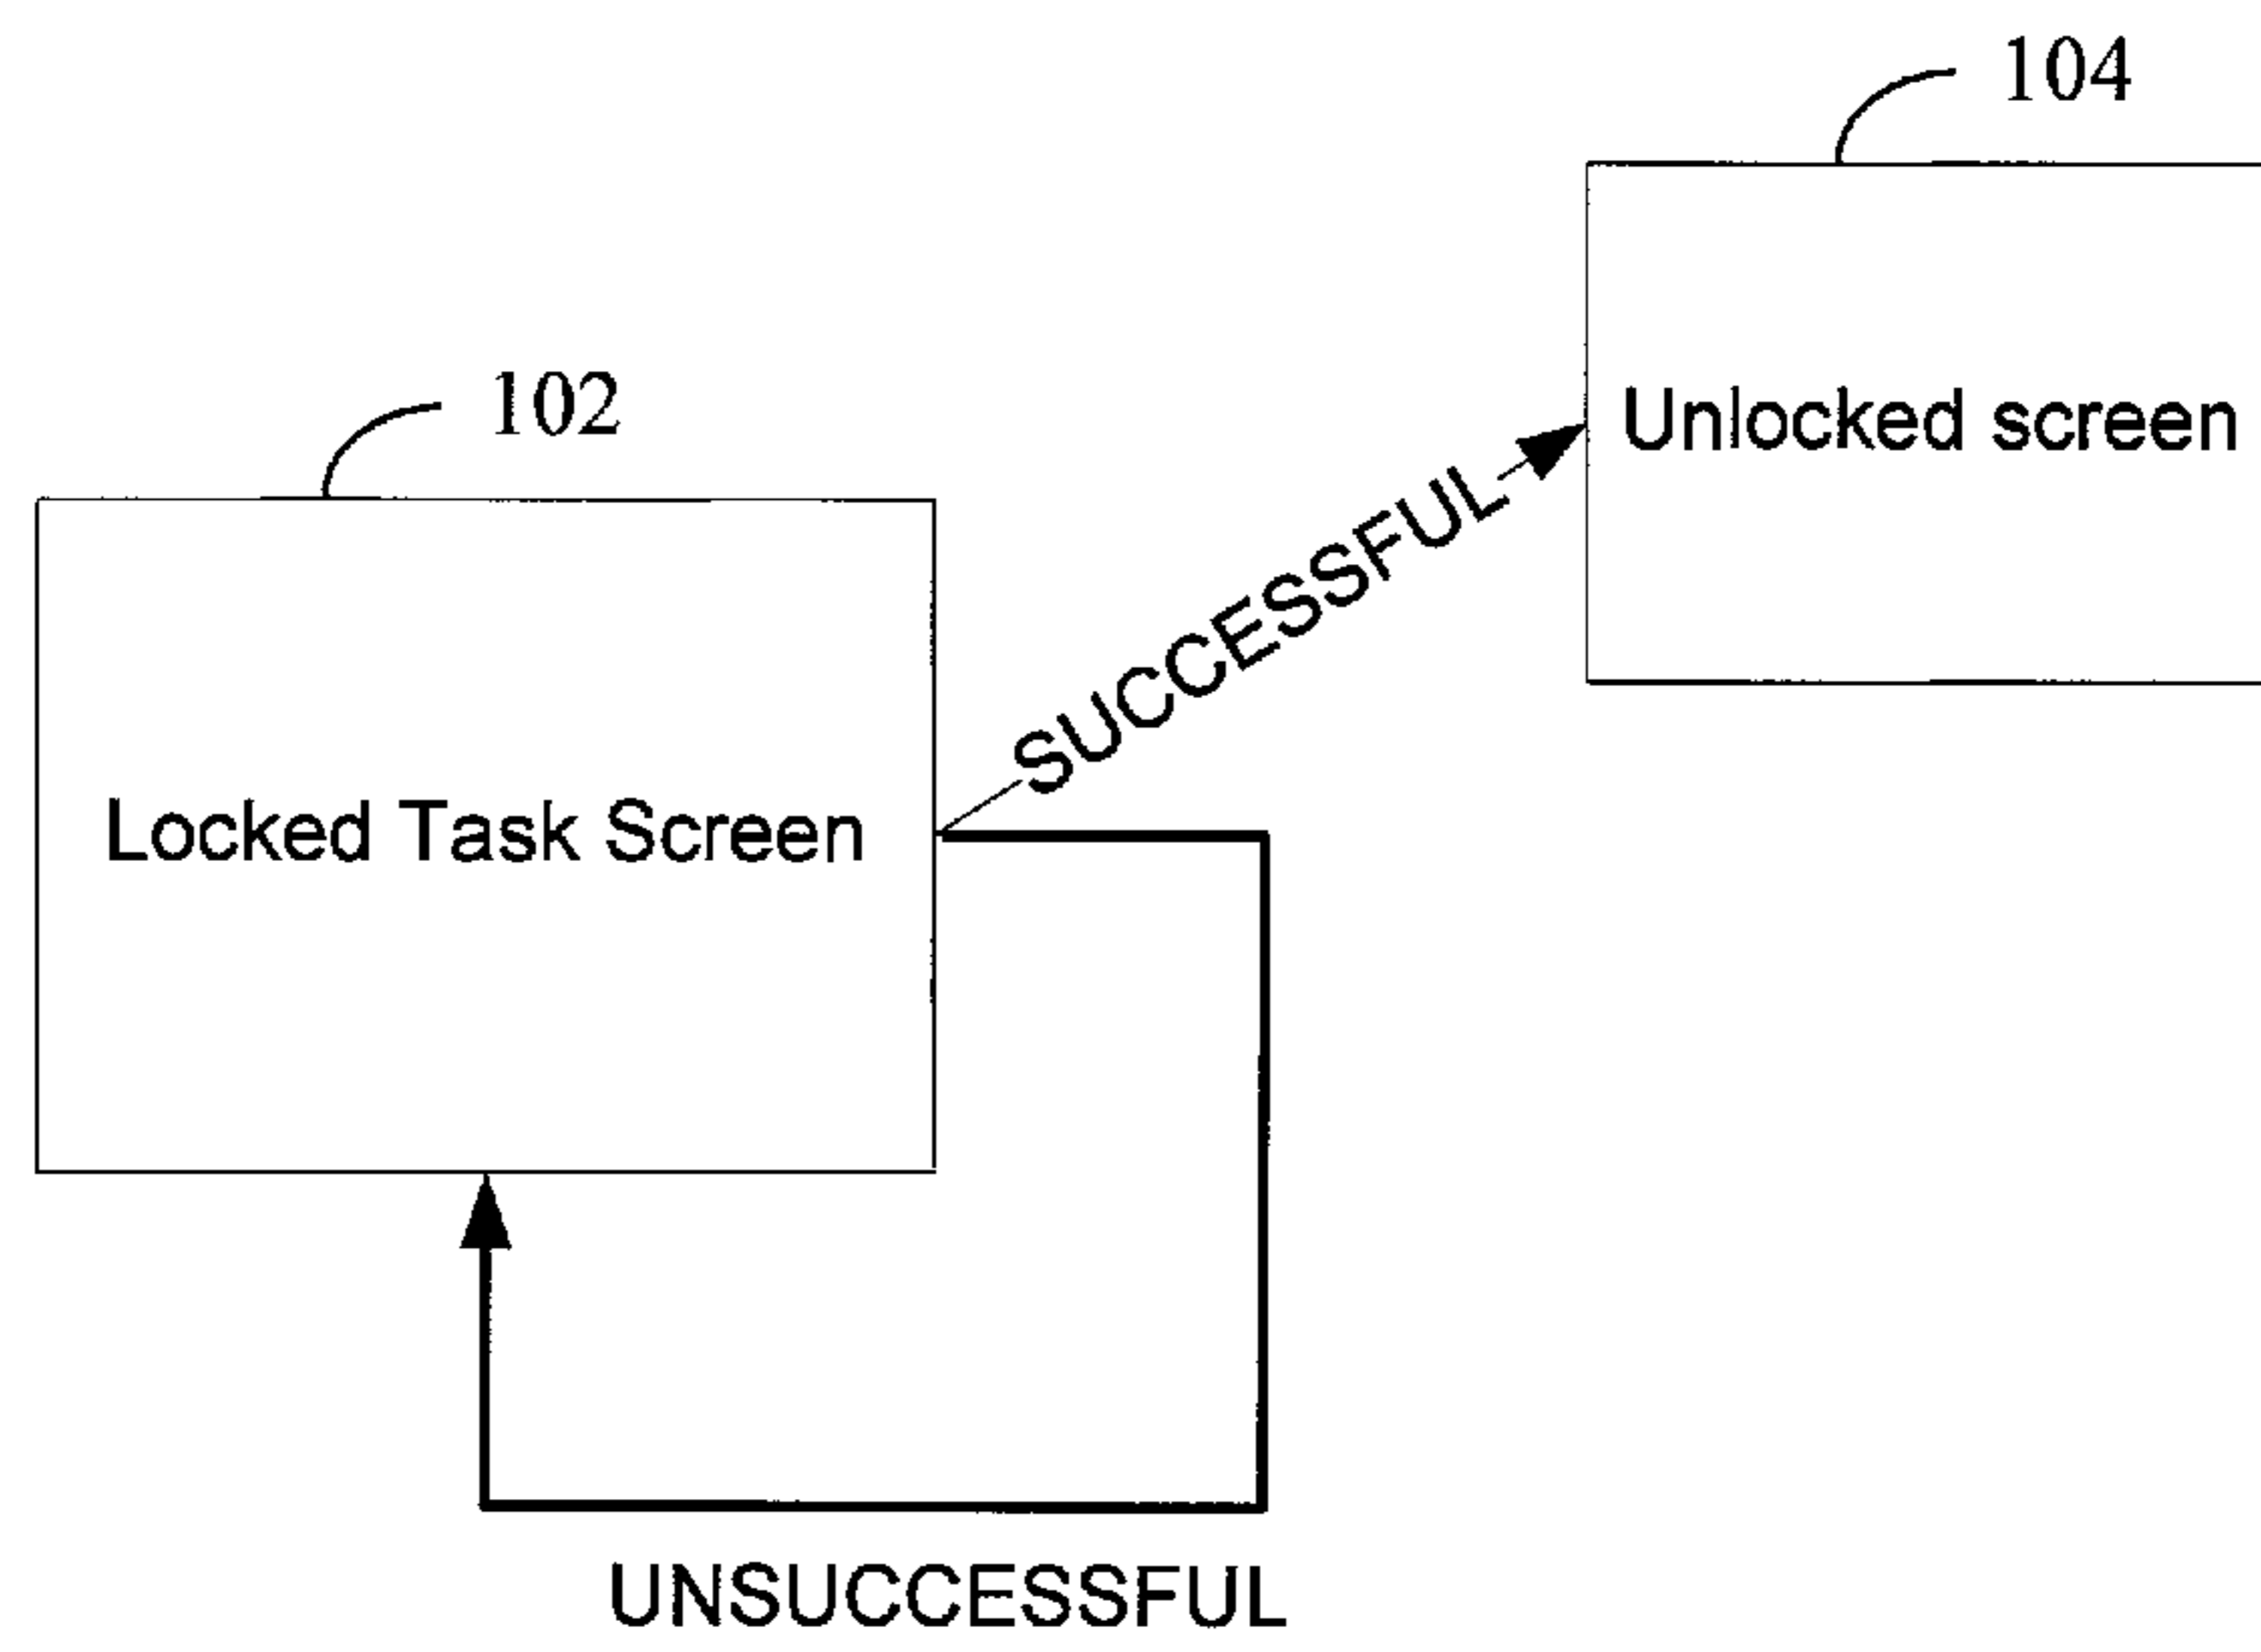 104
102
Unlocked screen
SUCCESSFUL
Locked Task Screen
UNSUCCESSFUL